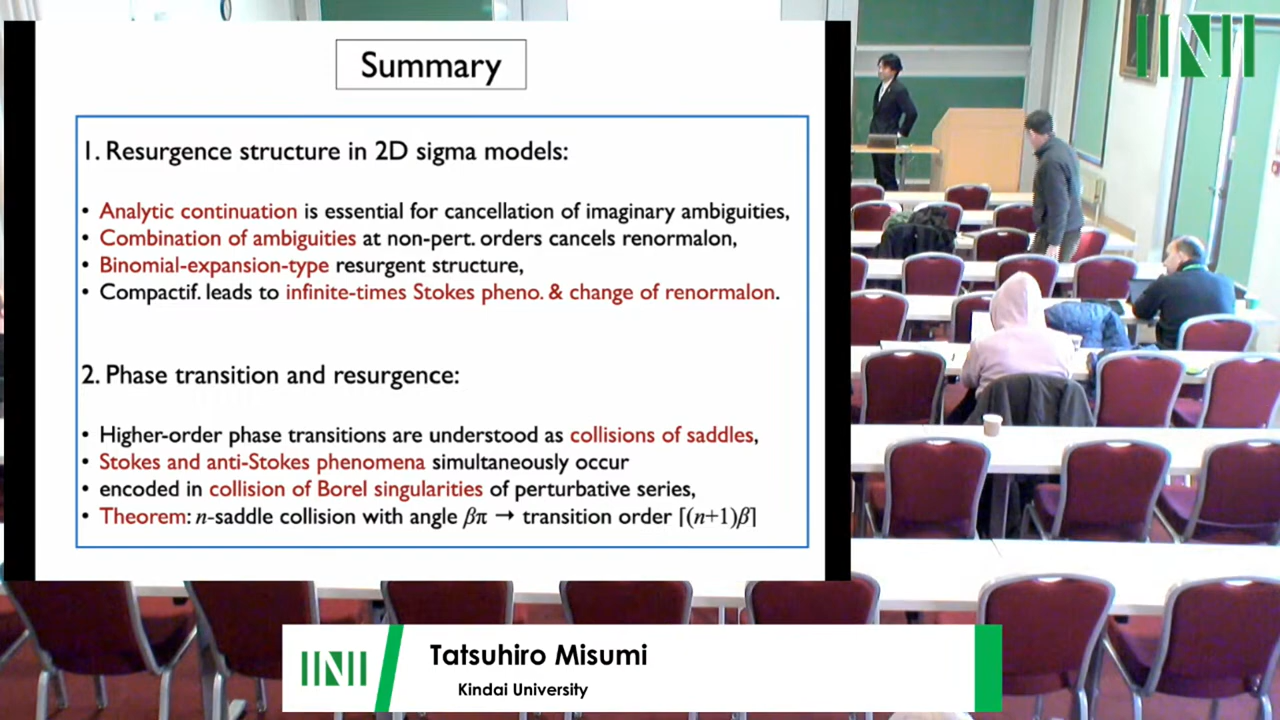 Summary
1. Resurgence structure in 2D sigma models:
• Analytic continuation is essential for cancellation of imaginary ambiguities,
• Combination of ambiguities at non-pert. orders cancels renormalon,
• Binomial-expansion-type resurgent structure,
• Compactif. leads to infinite-times Stokes pheno. & change of renormalon.
2. Phase transition and resurgence:
• Higher-order phase transitions are understood as collisions of saddles,
• Stokes and anti-Stokes phenomena simultaneously occur
• encoded in collision of Borel singularities of perturbative series,
• Theorem: n-saddle collision with angle βπ → transition order ⌈(n+1)β⌉
Tatsuhiro Misumi
Kindai University